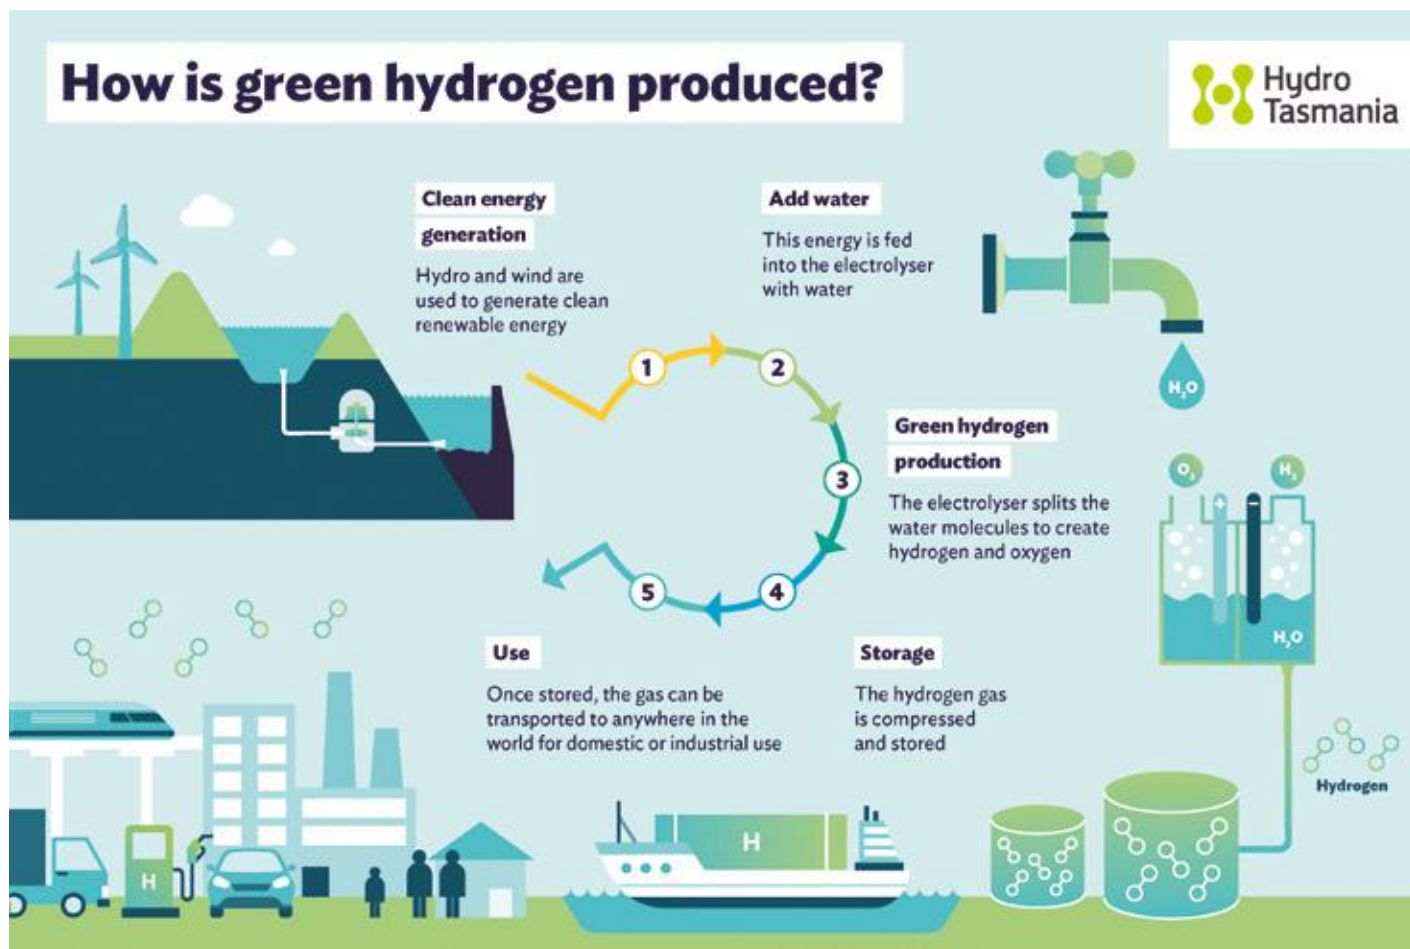 How is green hydrogen produced?
Hydro
Tasmania
Clean energy
generation
Hydro and wind are
used to generate clean
renewable energy
Add water
This energy is fed
into the electrolyser
with water
H₂O
1
2
3
4
5
Green hydrogen
production
The electrolyser splits the
water molecules to create
hydrogen and oxygen
O₂
H₂
+
−
H₂O
Use
Once stored, the gas can be
transported to anywhere in the
world for domestic or industrial use
Storage
The hydrogen gas
is compressed
and stored
Hydrogen
H
H